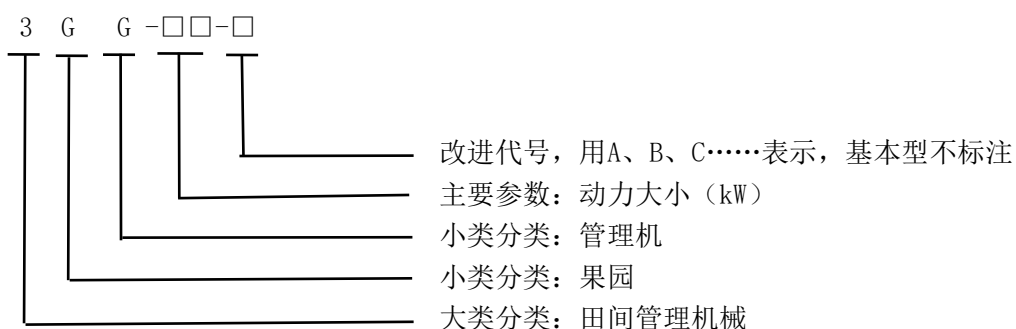 3 G G -□□-□
改进代号，用A、B、C……表示，基本型不标注
主要参数：动力大小（kW）
小类分类：管理机
小类分类：果园
大类分类：田间管理机械